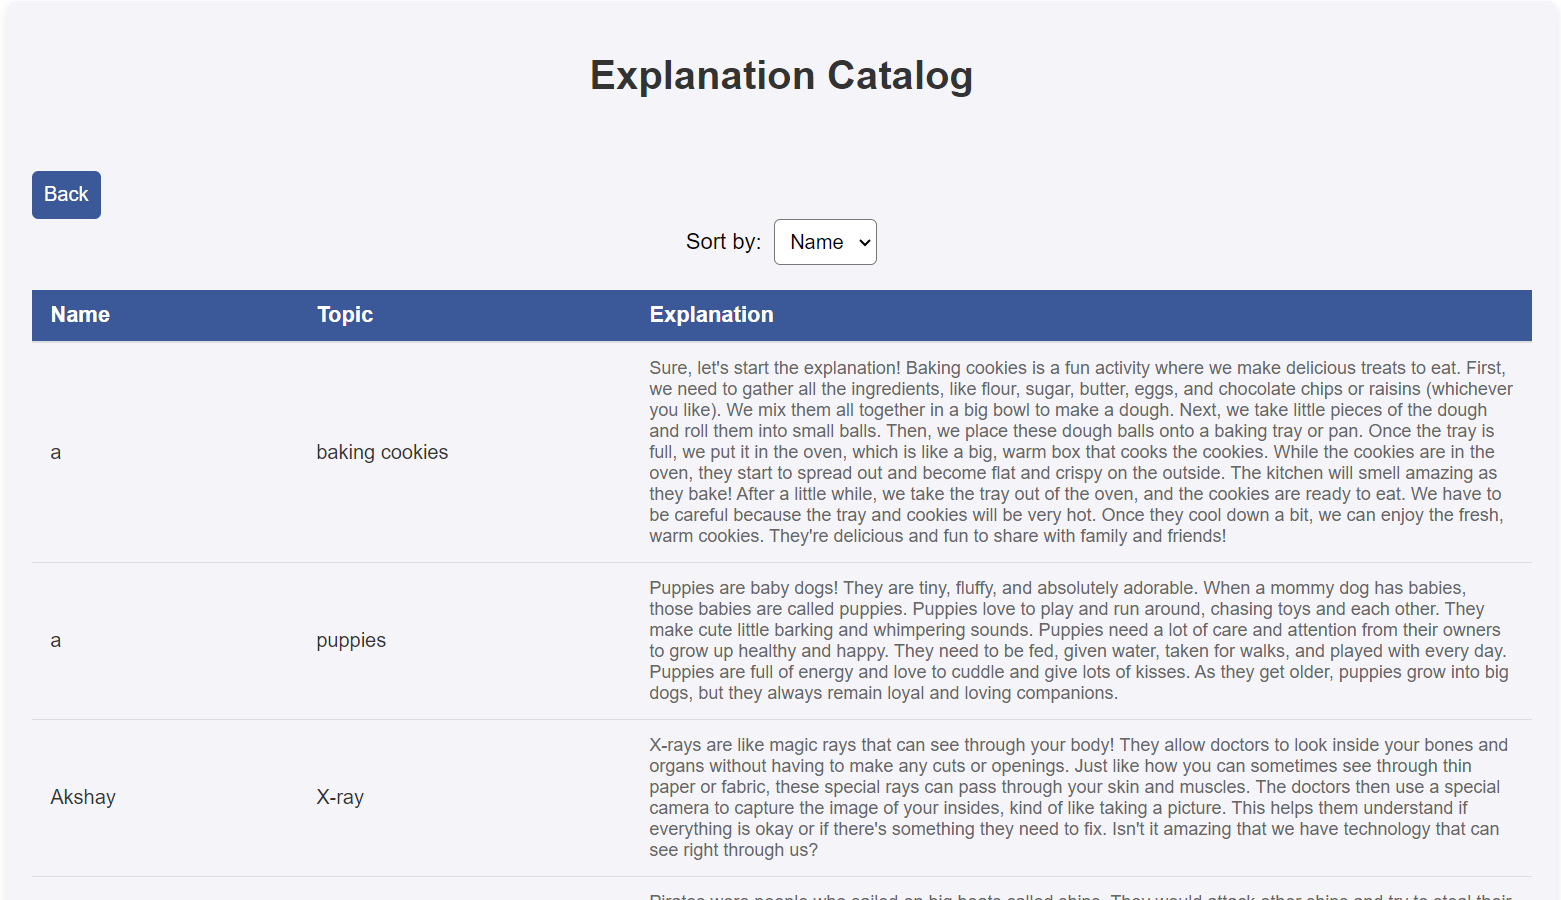 Explanation Catalog
Back
Sort by: Name
Name Topic Explanation
a baking cookies Sure, let's start the explanation! Baking cookies is a fun activity where we make delicious treats to eat. First,
we need to gather all the ingredients, like flour, sugar, butter, eggs, and chocolate chips or raisins (whichever
you like). We mix them all together in a big bowl to make a dough. Next, we take little pieces of the dough
and roll them into small balls. Then, we place these dough balls onto a baking tray or pan. Once the tray is
full, we put it in the oven, which is like a big, warm box that cooks the cookies. While the cookies are in the
oven, they start to spread out and become flat and crispy on the outside. The kitchen will smell amazing as
they bake! After a little while, we take the tray out of the oven, and the cookies are ready to eat. We have to
be careful because the tray and cookies will be very hot. Once they cool down a bit, we can enjoy the fresh,
warm cookies. They're delicious and fun to share with family and friends!
a puppies Puppies are baby dogs! They are tiny, fluffy, and absolutely adorable. When a mommy dog has babies,
those babies are called puppies. Puppies love to play and run around, chasing toys and each other. They
make cute little barking and whimpering sounds. Puppies need a lot of care and attention from their owners
to grow up healthy and happy. They need to be fed, given water, taken for walks, and played with every day.
Puppies are full of energy and love to cuddle and give lots of kisses. As they get older, puppies grow into big
dogs, but they always remain loyal and loving companions.
Akshay X-ray X-rays are like magic rays that can see through your body! They allow doctors to look inside your bones and
organs without having to make any cuts or openings. Just like how you can sometimes see through thin
paper or fabric, these special rays can pass through your skin and muscles. The doctors then use a special
camera to capture the image of your insides, kind of like taking a picture. This helps them understand if
everything is okay or if there's something they need to fix. Isn't it amazing that we have technology that can
see right through us?
Pirates were people who sailed on big boats called ships. They would attack other ships and try to steal their